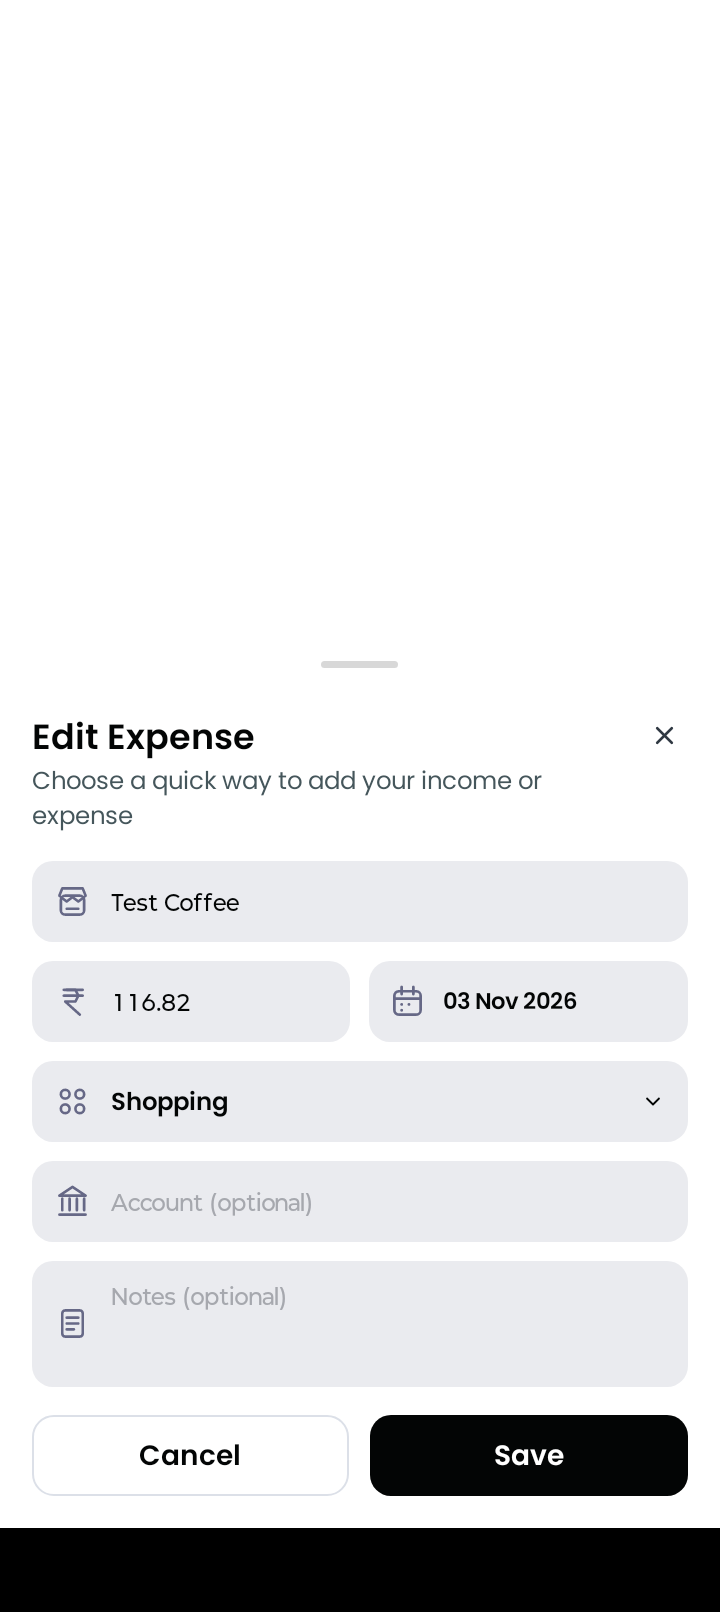 Edit Expense
Choose a quick way to add your income or
expense
Test Coffee
₹ 116.82
03 Nov 2026
Shopping
Account (optional)
Notes (optional)
Cancel
Save